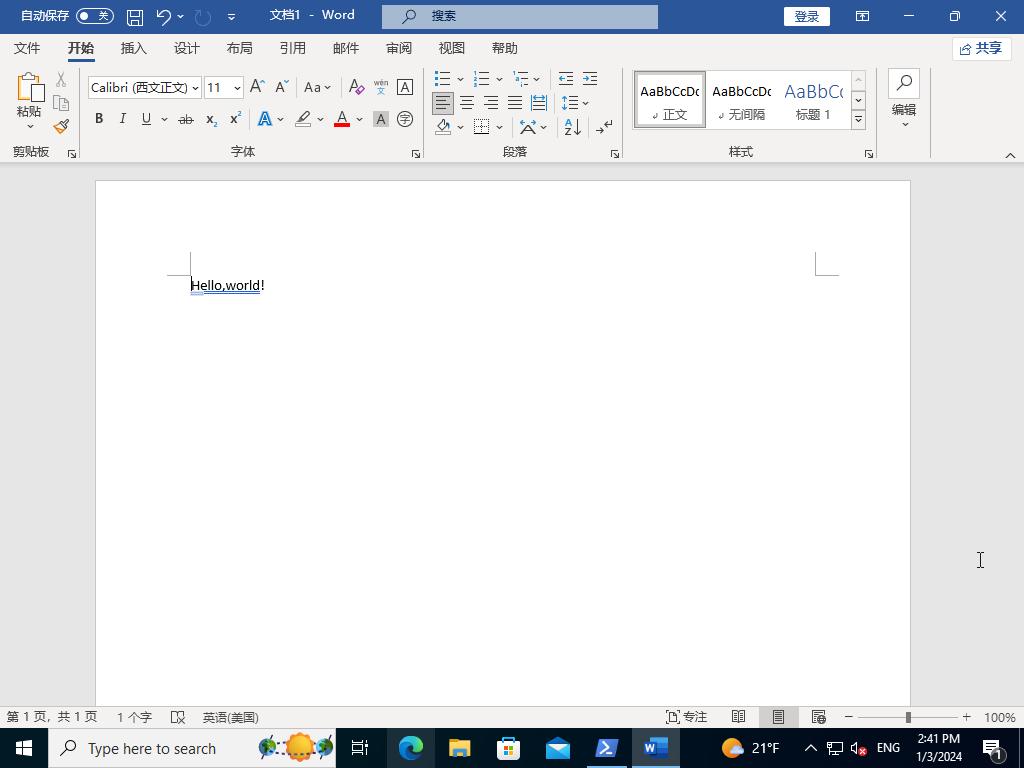 自动保存 关 文档1 - Word 搜索 登录
文件 开始 插入 设计 布局 引用 邮件 审阅 视图 帮助 共享
Calibri (西文正文) 11 A A Aa A wén 文 A
粘贴
B I U ab x₂ x² A A A 字
AaBbCcDc AaBbCcDc AaBbCc
正文 无间隔 标题 1
编辑
剪贴板 字体 段落 样式
Hello,world!
第 1 页，共 1 页 1 个字 英语(美国) 专注 100%
Type here to search 21°F ENG 2:41 PM
1/3/2024 1